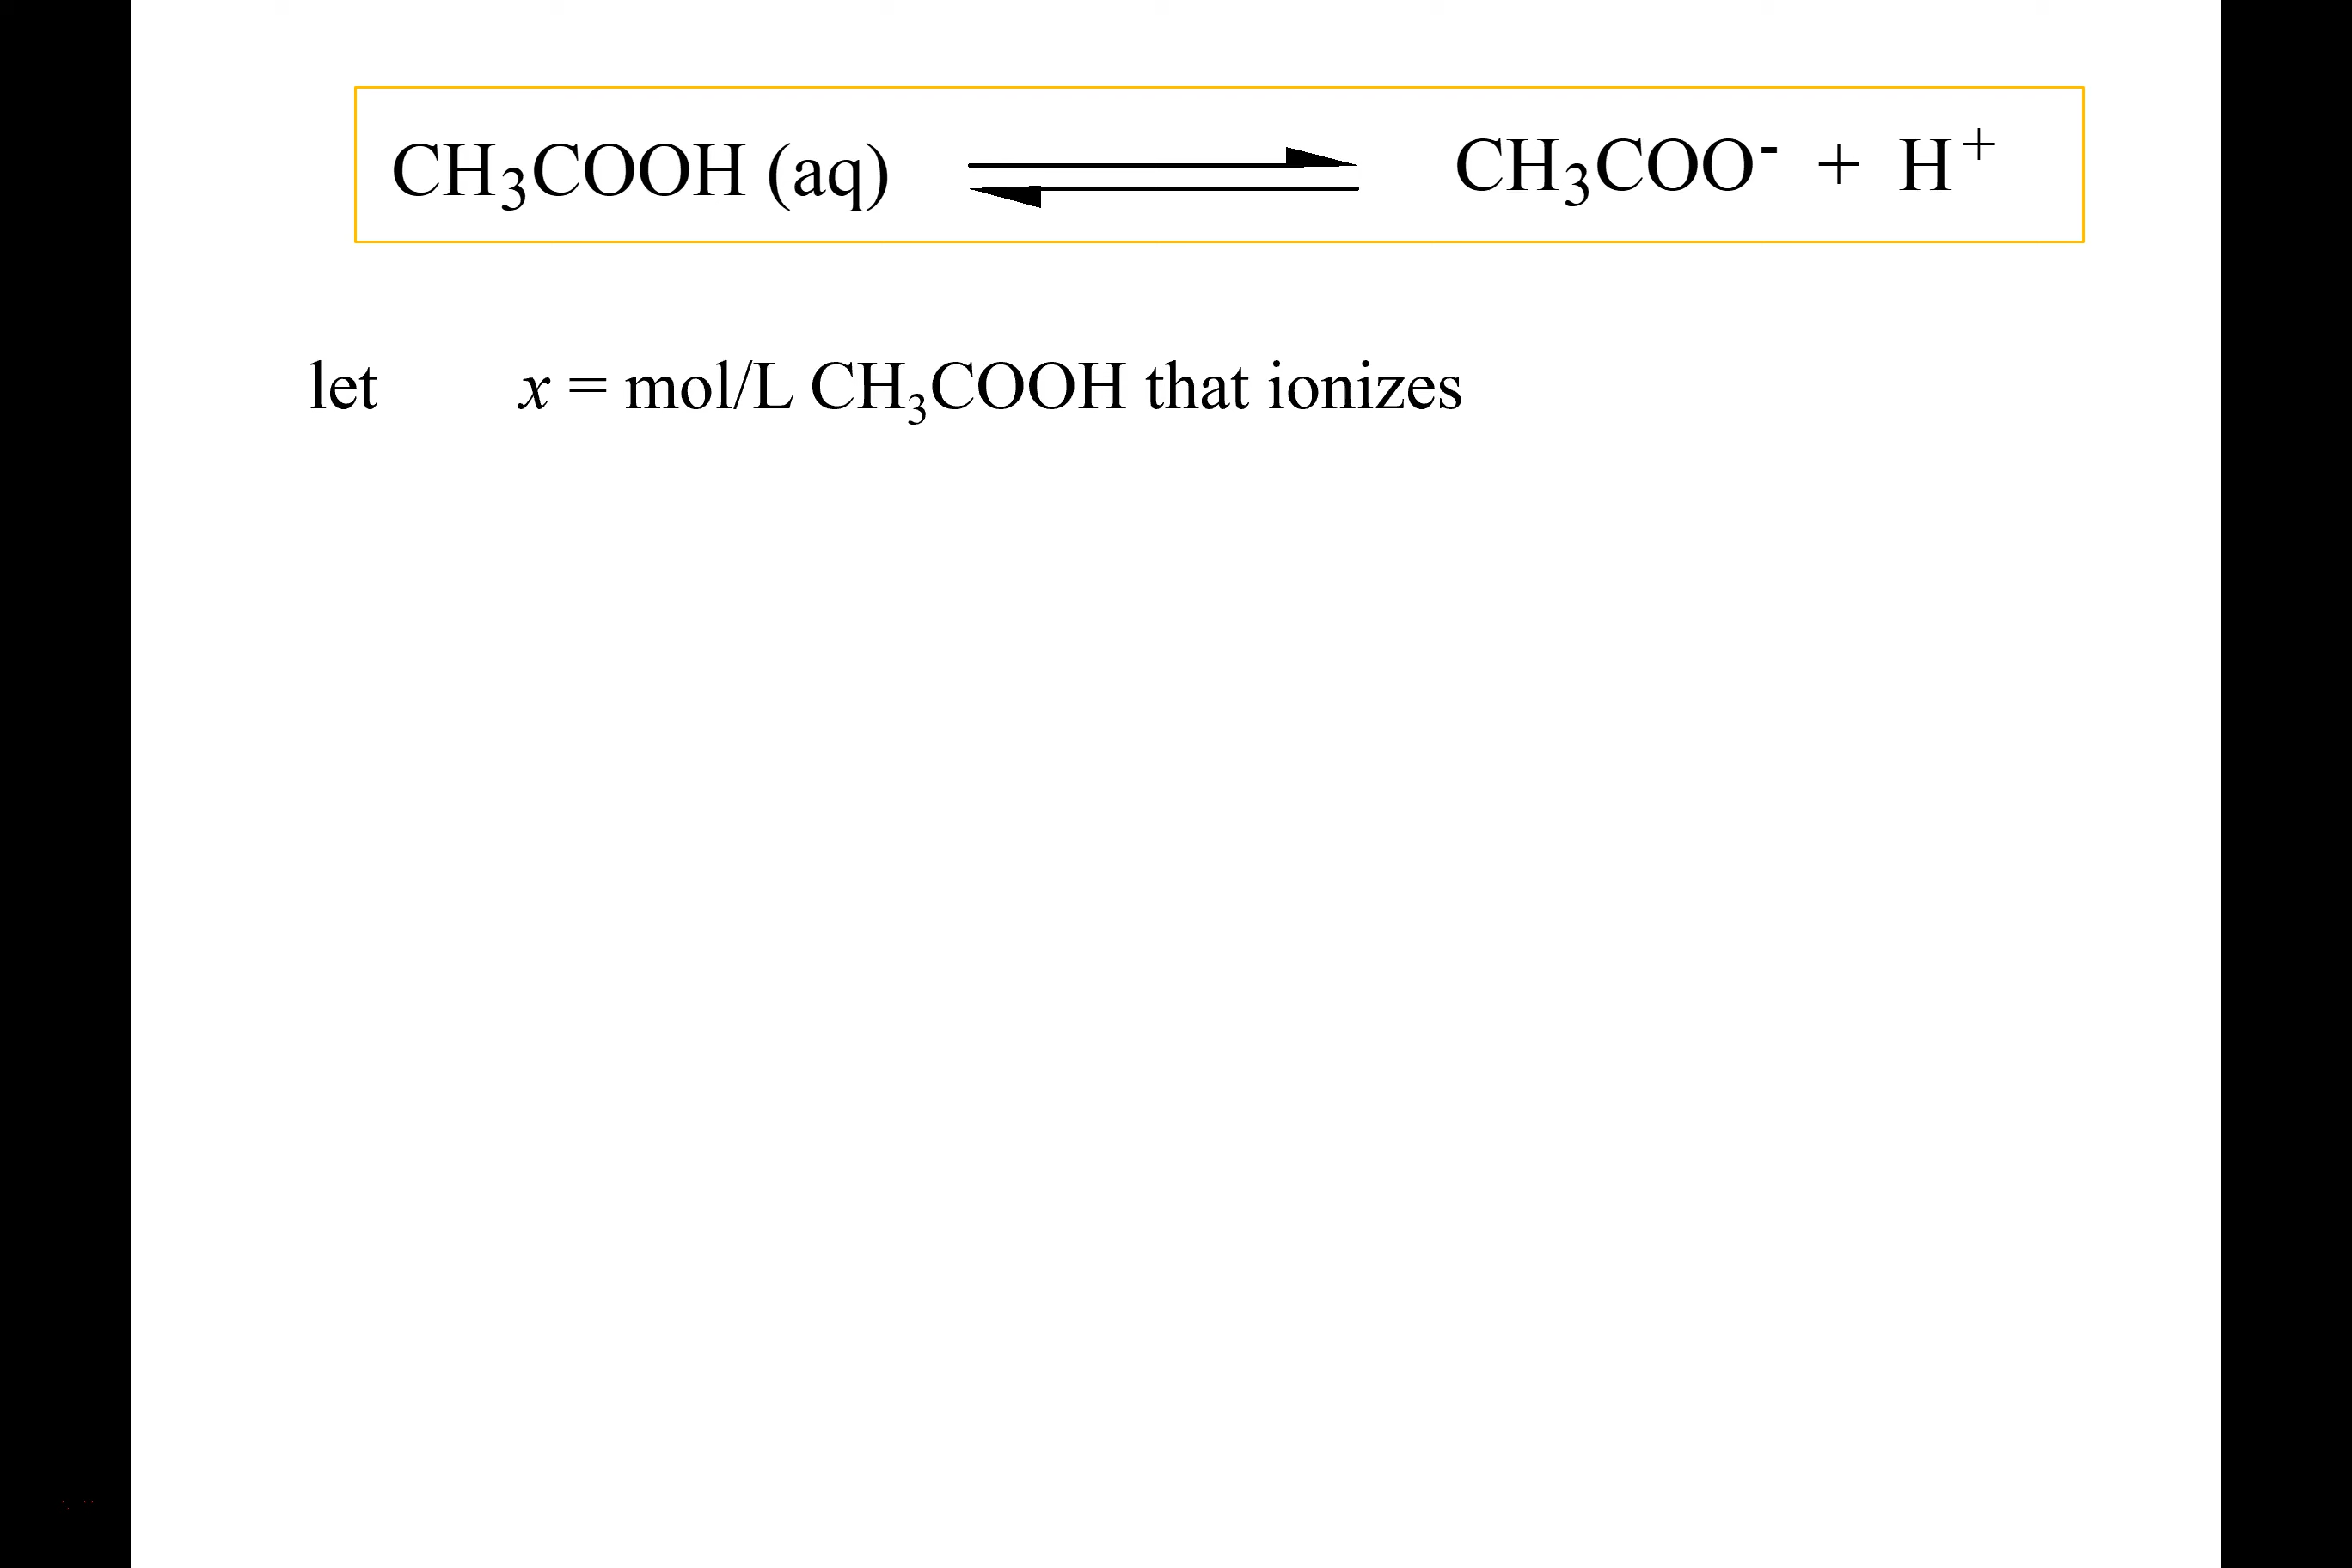 CH₃COOH (aq) ⇌ CH₃COO⁻ + H⁺
let x = mol/L CH₃COOH that ionizes